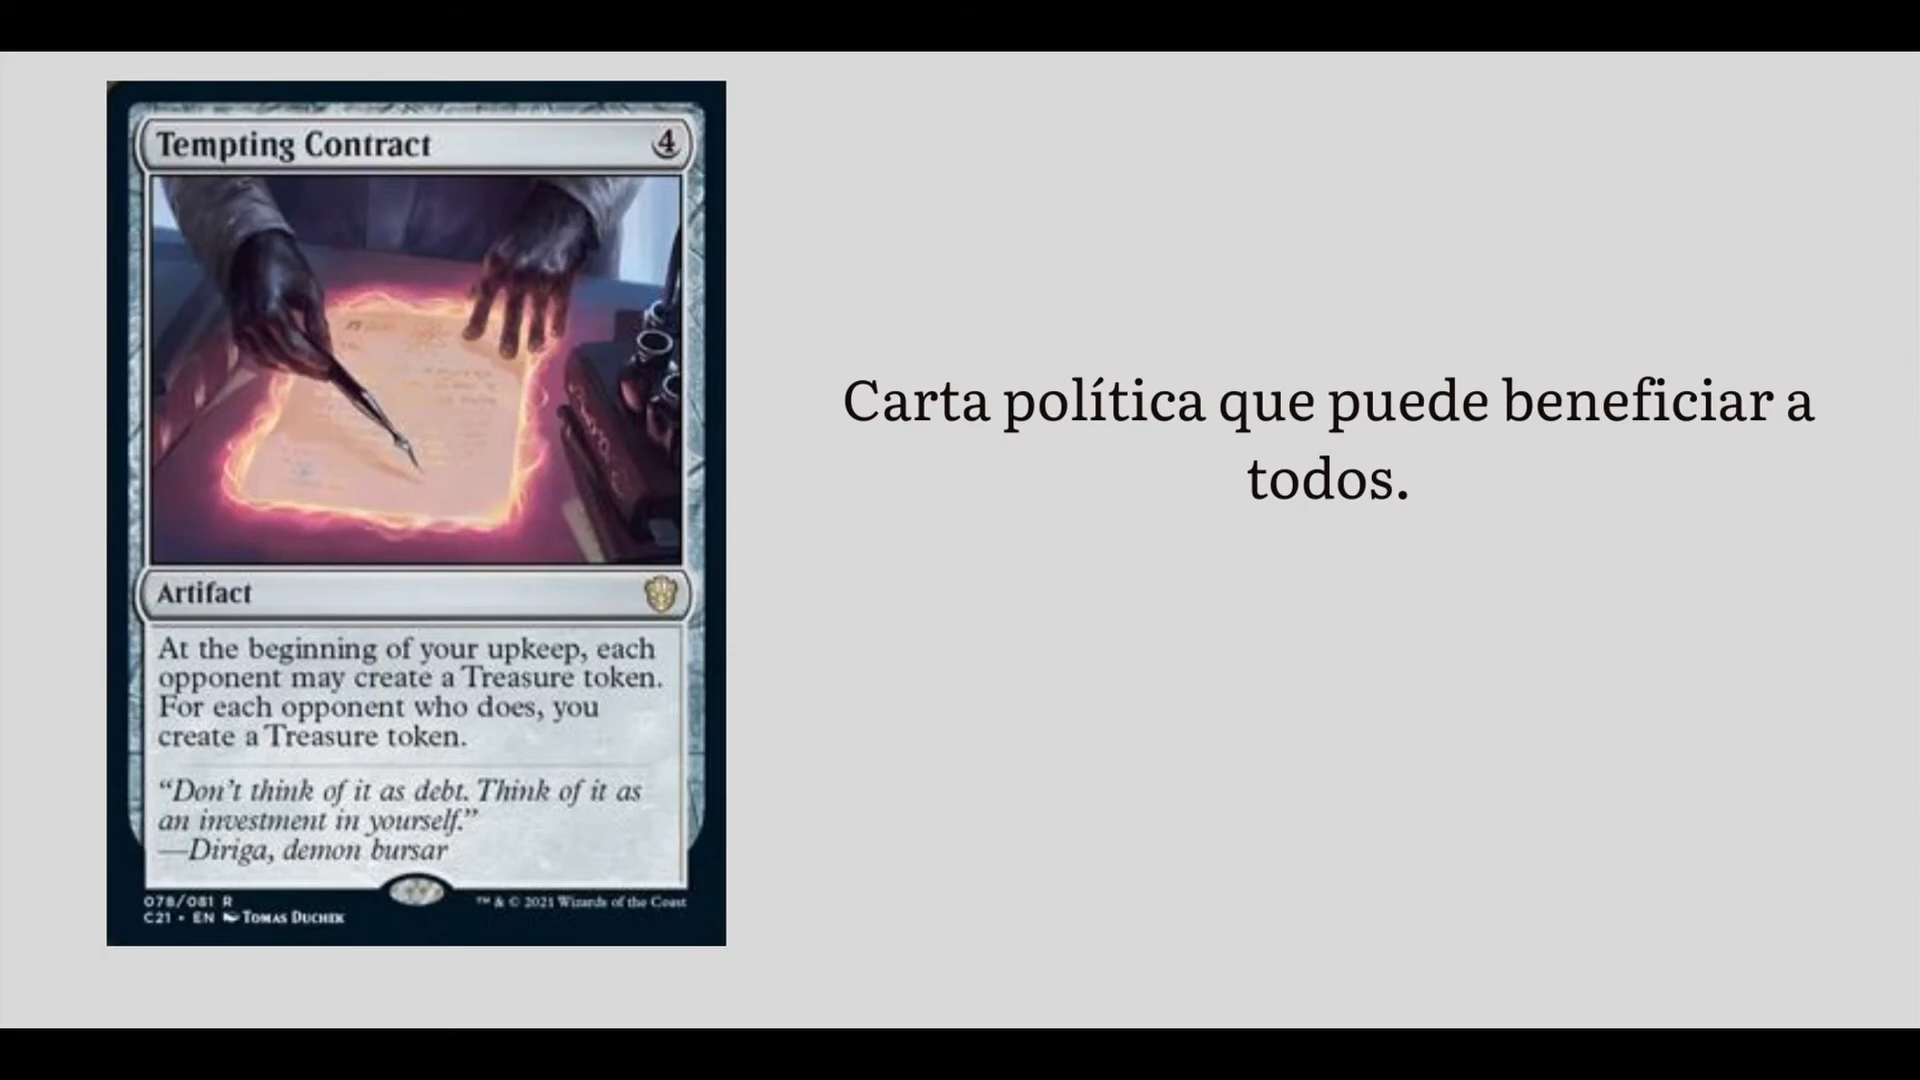 Tempting Contract 4
Artifact
At the beginning of your upkeep, each
opponent may create a Treasure token.
For each opponent who does, you
create a Treasure token.
“Don’t think of it as debt. Think of it as
an investment in yourself.”
—Diriga, demon bursar
078/081 R
C21 • EN Tomas Duchek
™ & © 2021 Wizards of the Coast
Carta política que puede beneficiar a
todos.